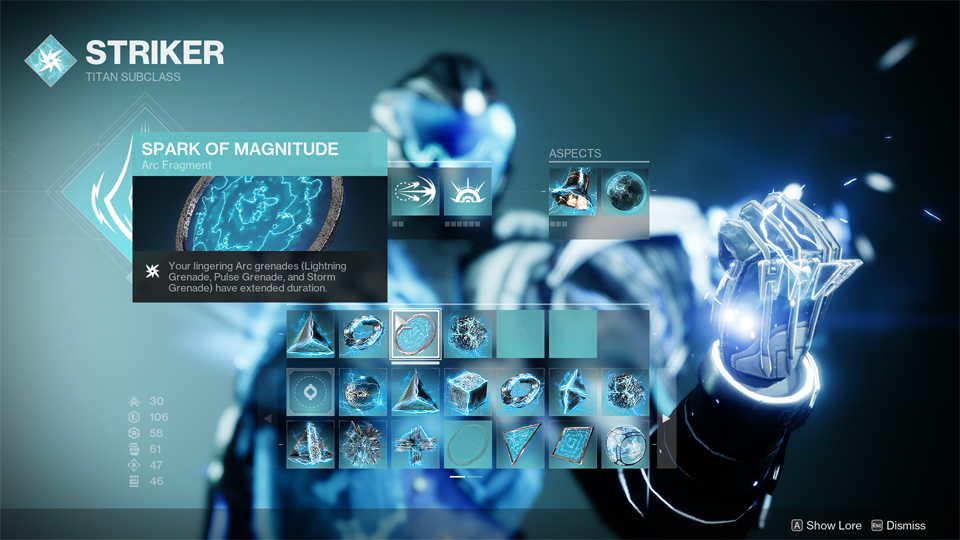 STRIKER
TITAN SUBCLASS
SPARK OF MAGNITUDE
Arc Fragment
Your lingering Arc grenades (Lightning
Grenade, Pulse Grenade, and Storm
Grenade) have extended duration.
ASPECTS
30
106
58
61
47
46
A Show Lore Esc Dismiss